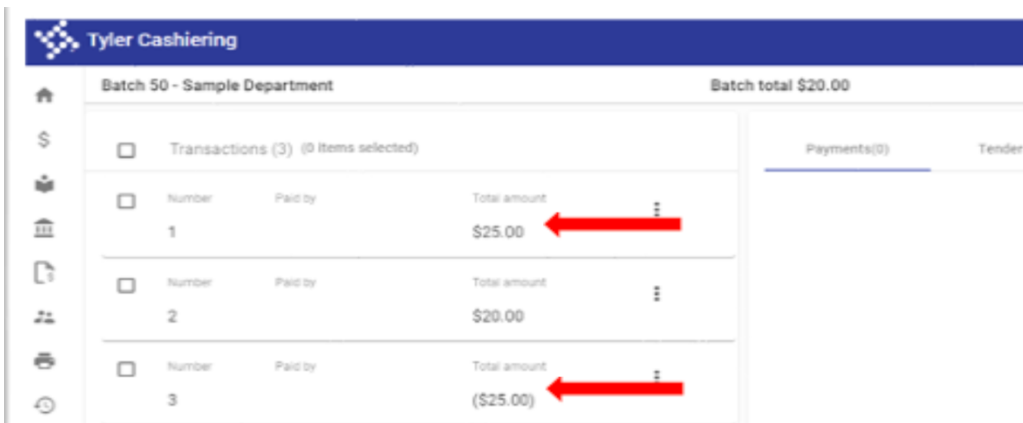 Tyler Cashiering
Batch 50 - Sample Department Batch total $20.00
Transactions (3) (0 items selected) Payments(0) Tender
Number Paid by Total amount
1 $25.00
Number Paid by Total amount
2 $20.00
Number Paid by Total amount
3 ($25.00)